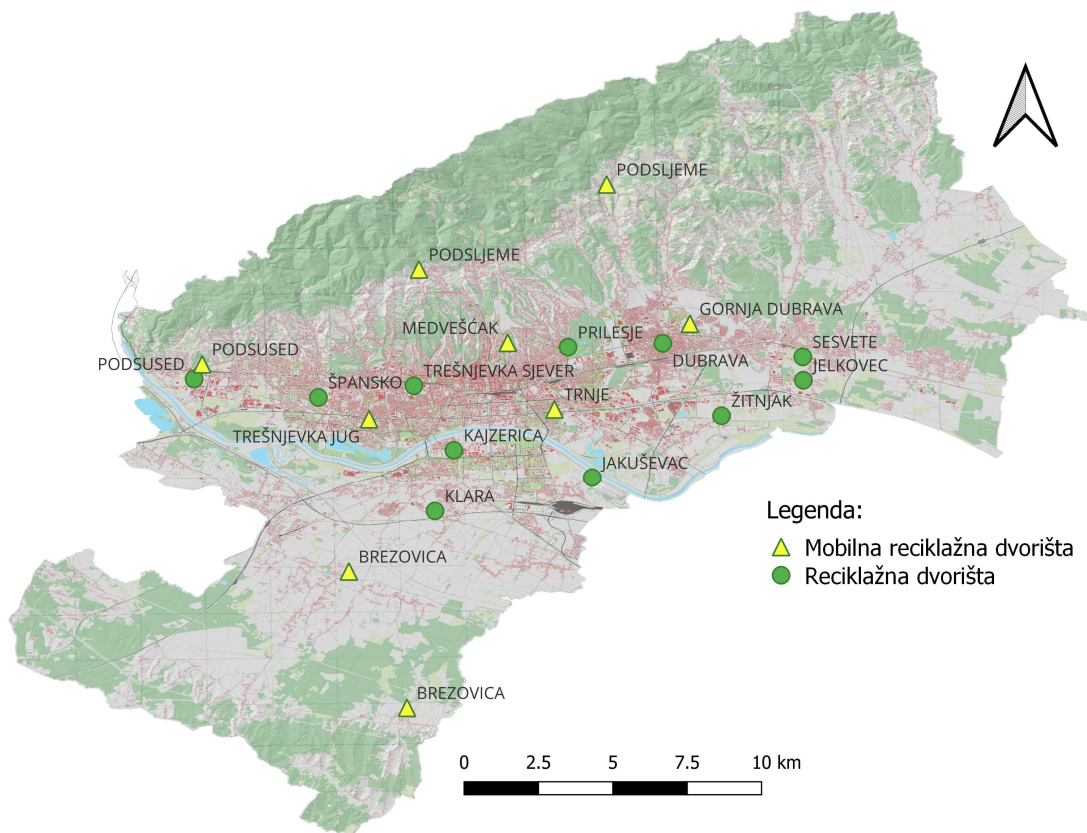 PODSLJEME
PODSLJEME
GORNJA DUBRAVA
MEDVEŠĆAK
PRILESJE
SESVETE
PODSUSED
PODSUSED
DUBRAVA
JELKOVEC
TREŠNJEVKA SJEVER
ŠPANSKO
TRNJE
ŽITNJAK
TREŠNJEVKA JUG
KAJZERICA
JAKUŠEVAC
KLARA
Legenda:
Mobilna reciklažna dvorišta
Reciklažna dvorišta
BREZOVICA
BREZOVICA
0 2.5 5 7.5 10 km